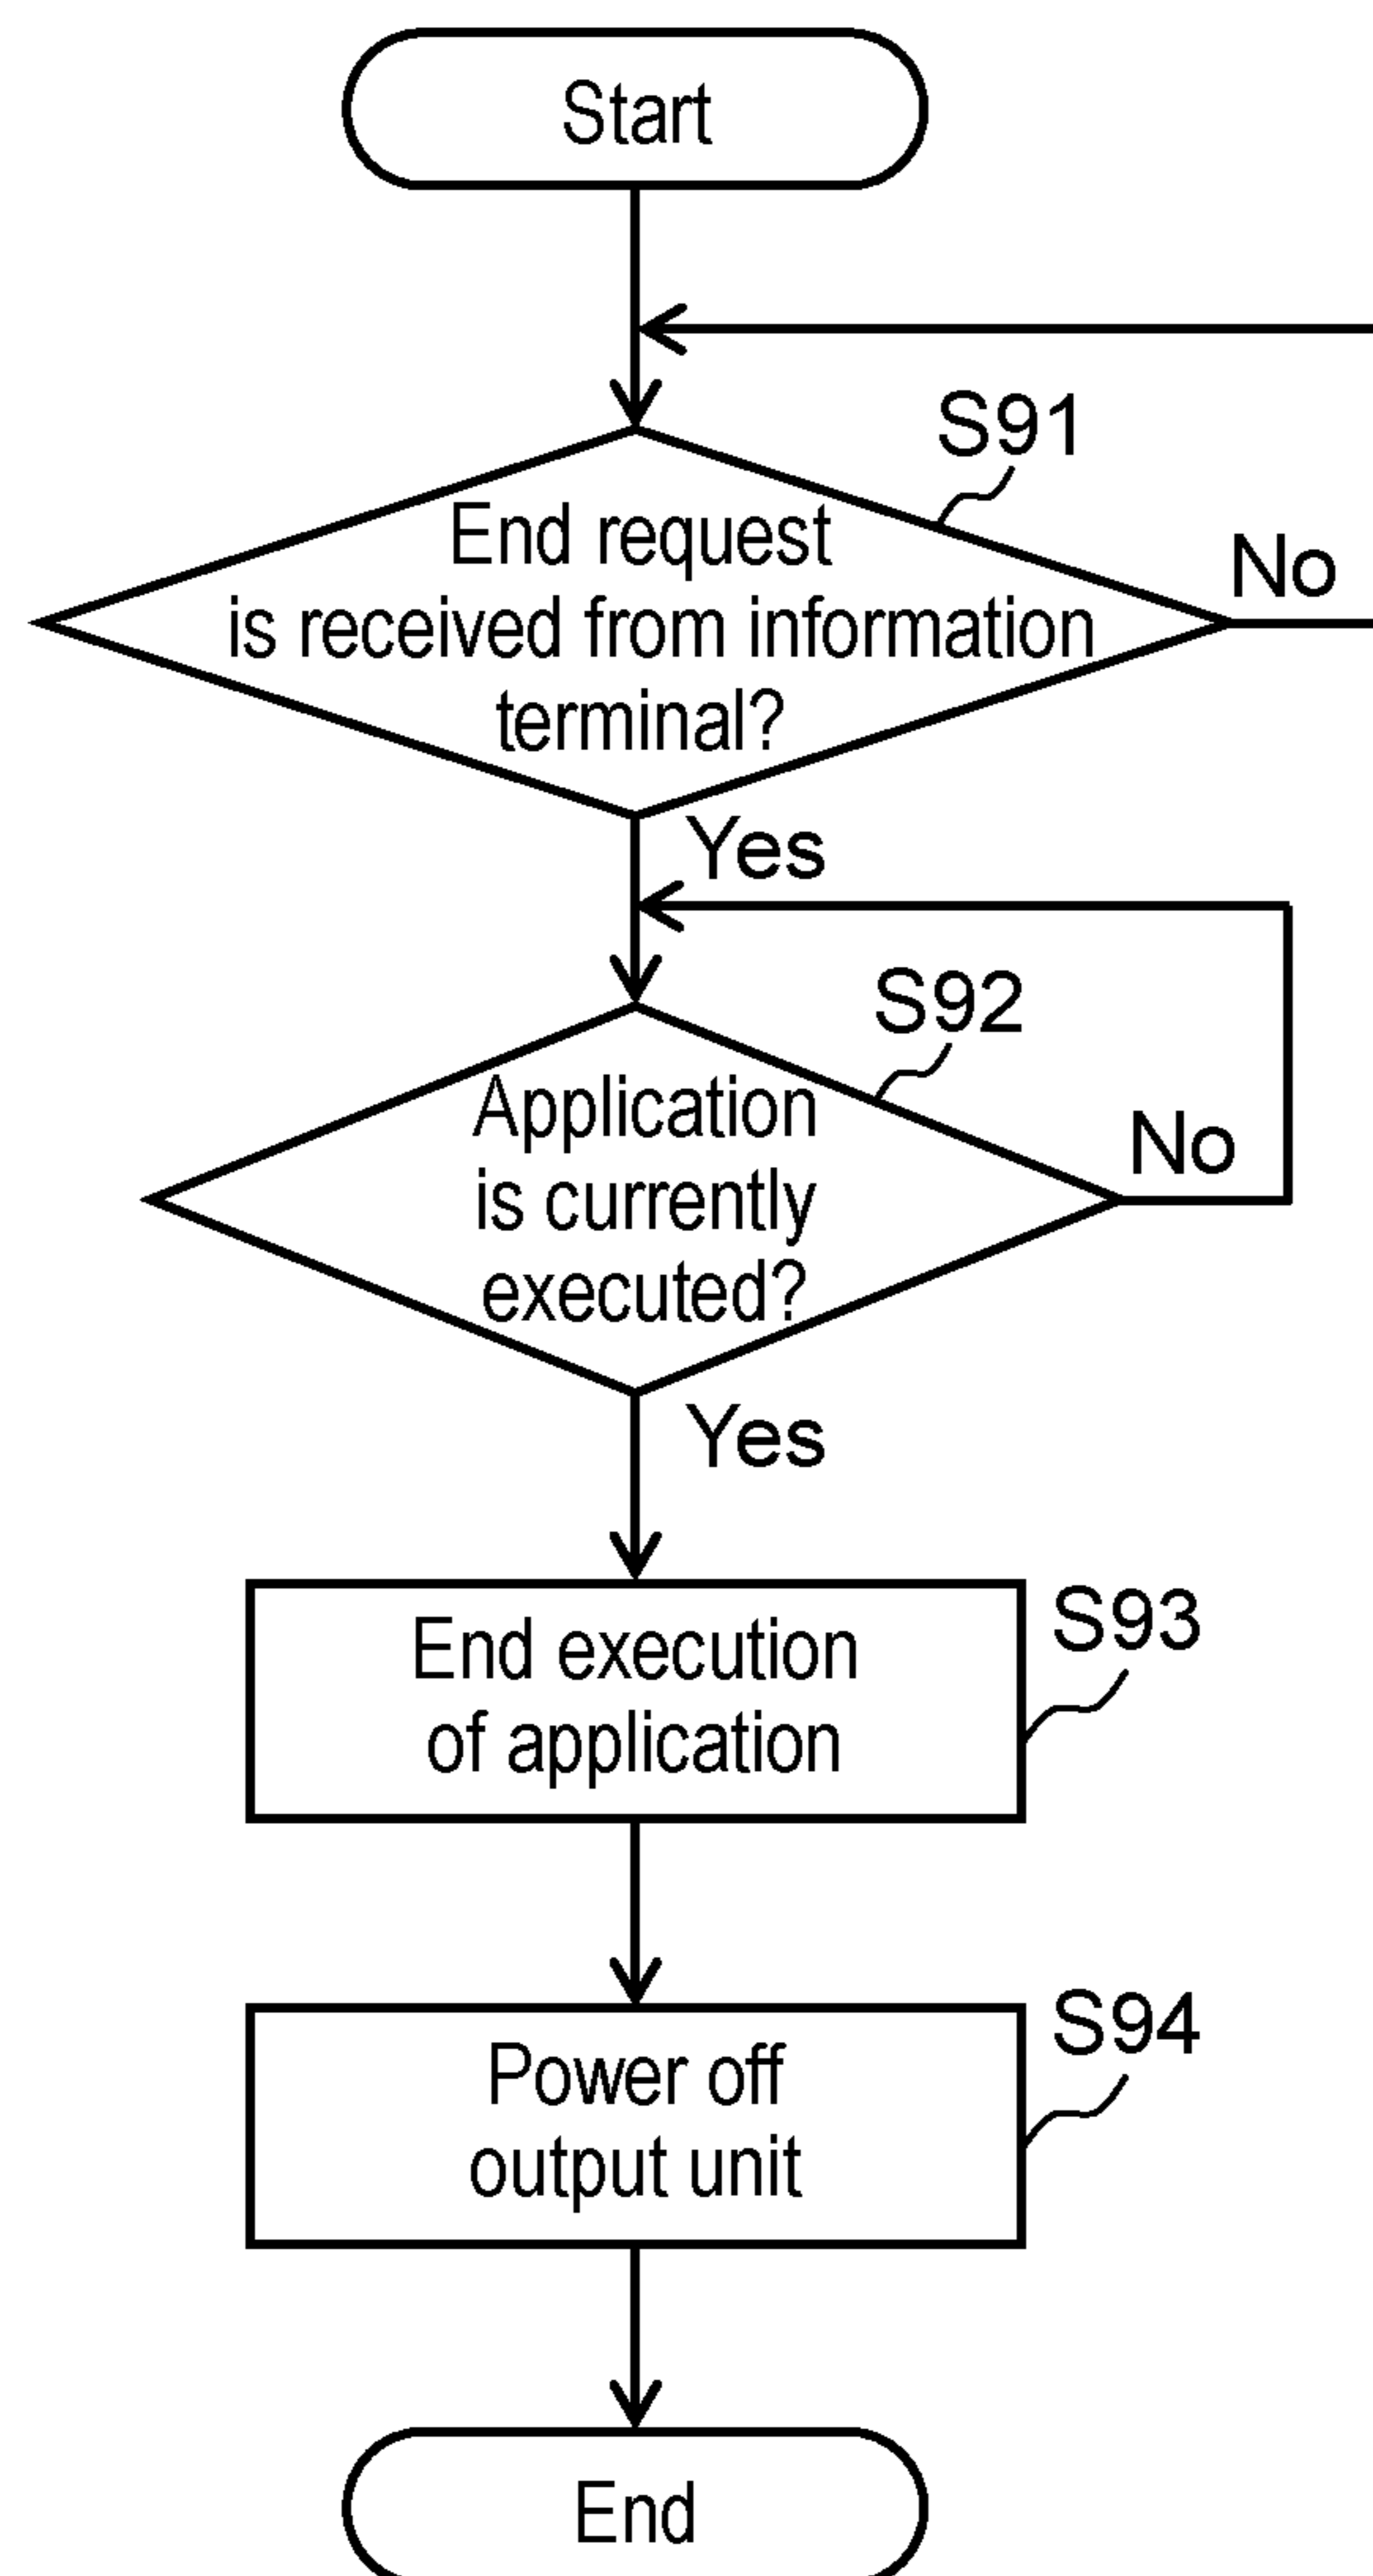 Start
S91
End request
is received from information
terminal?
No
Yes
S92
Application
is currently
executed?
No
Yes
End execution
of application
S93
Power off
output unit
S94
End